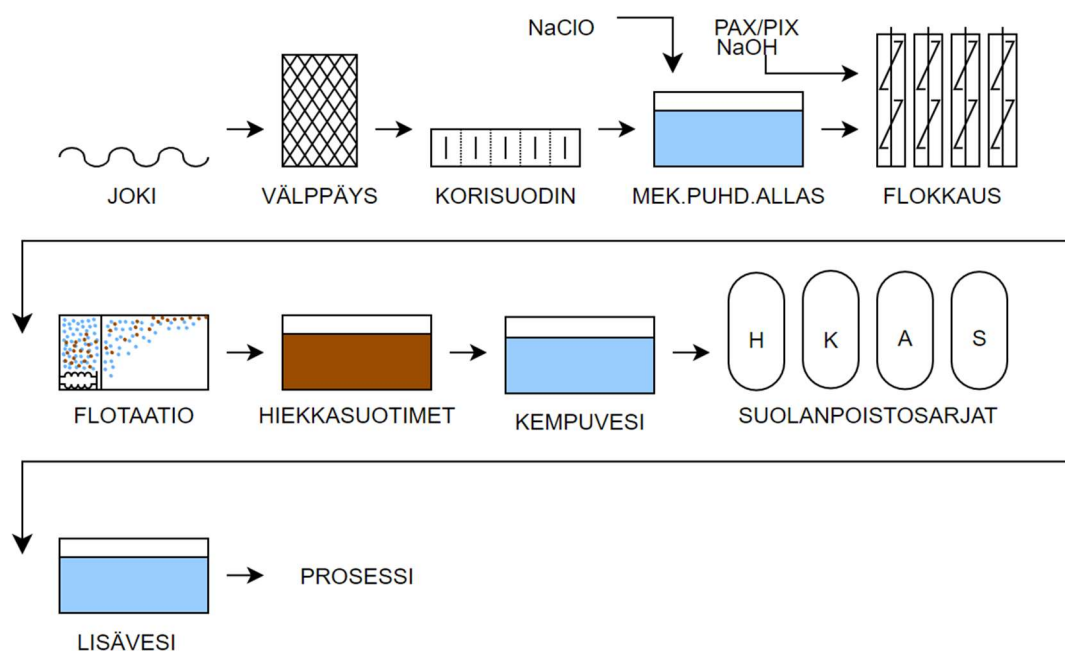 NaClO
PAX/PIX
NaOH
JOKI
VÄLPPÄYS
KORISUODIN
MEK.PUHD.ALLAS
FLOKKAUS
H K A S
FLOTAATIO
HIEKKASUOTIMET
KEMPUVESI
SUOLANPOISTOSARJAT
LISÄVESI
PROSESSI